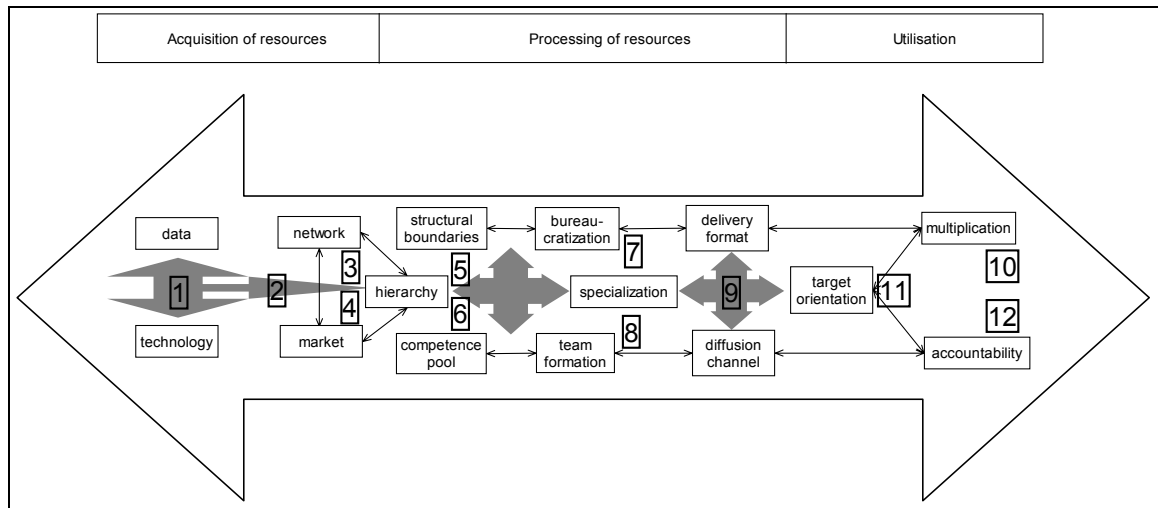 Acquisition of resources
Processing of resources
Utilisation
data
network
structural
boundaries
bureau-
cratization
delivery
format
multiplication
1
2
3
4
hierarchy
5
6
7
specialization
8
9
target
orientation
10
11
12
technology
market
competence
pool
team
formation
diffusion
channel
accountability